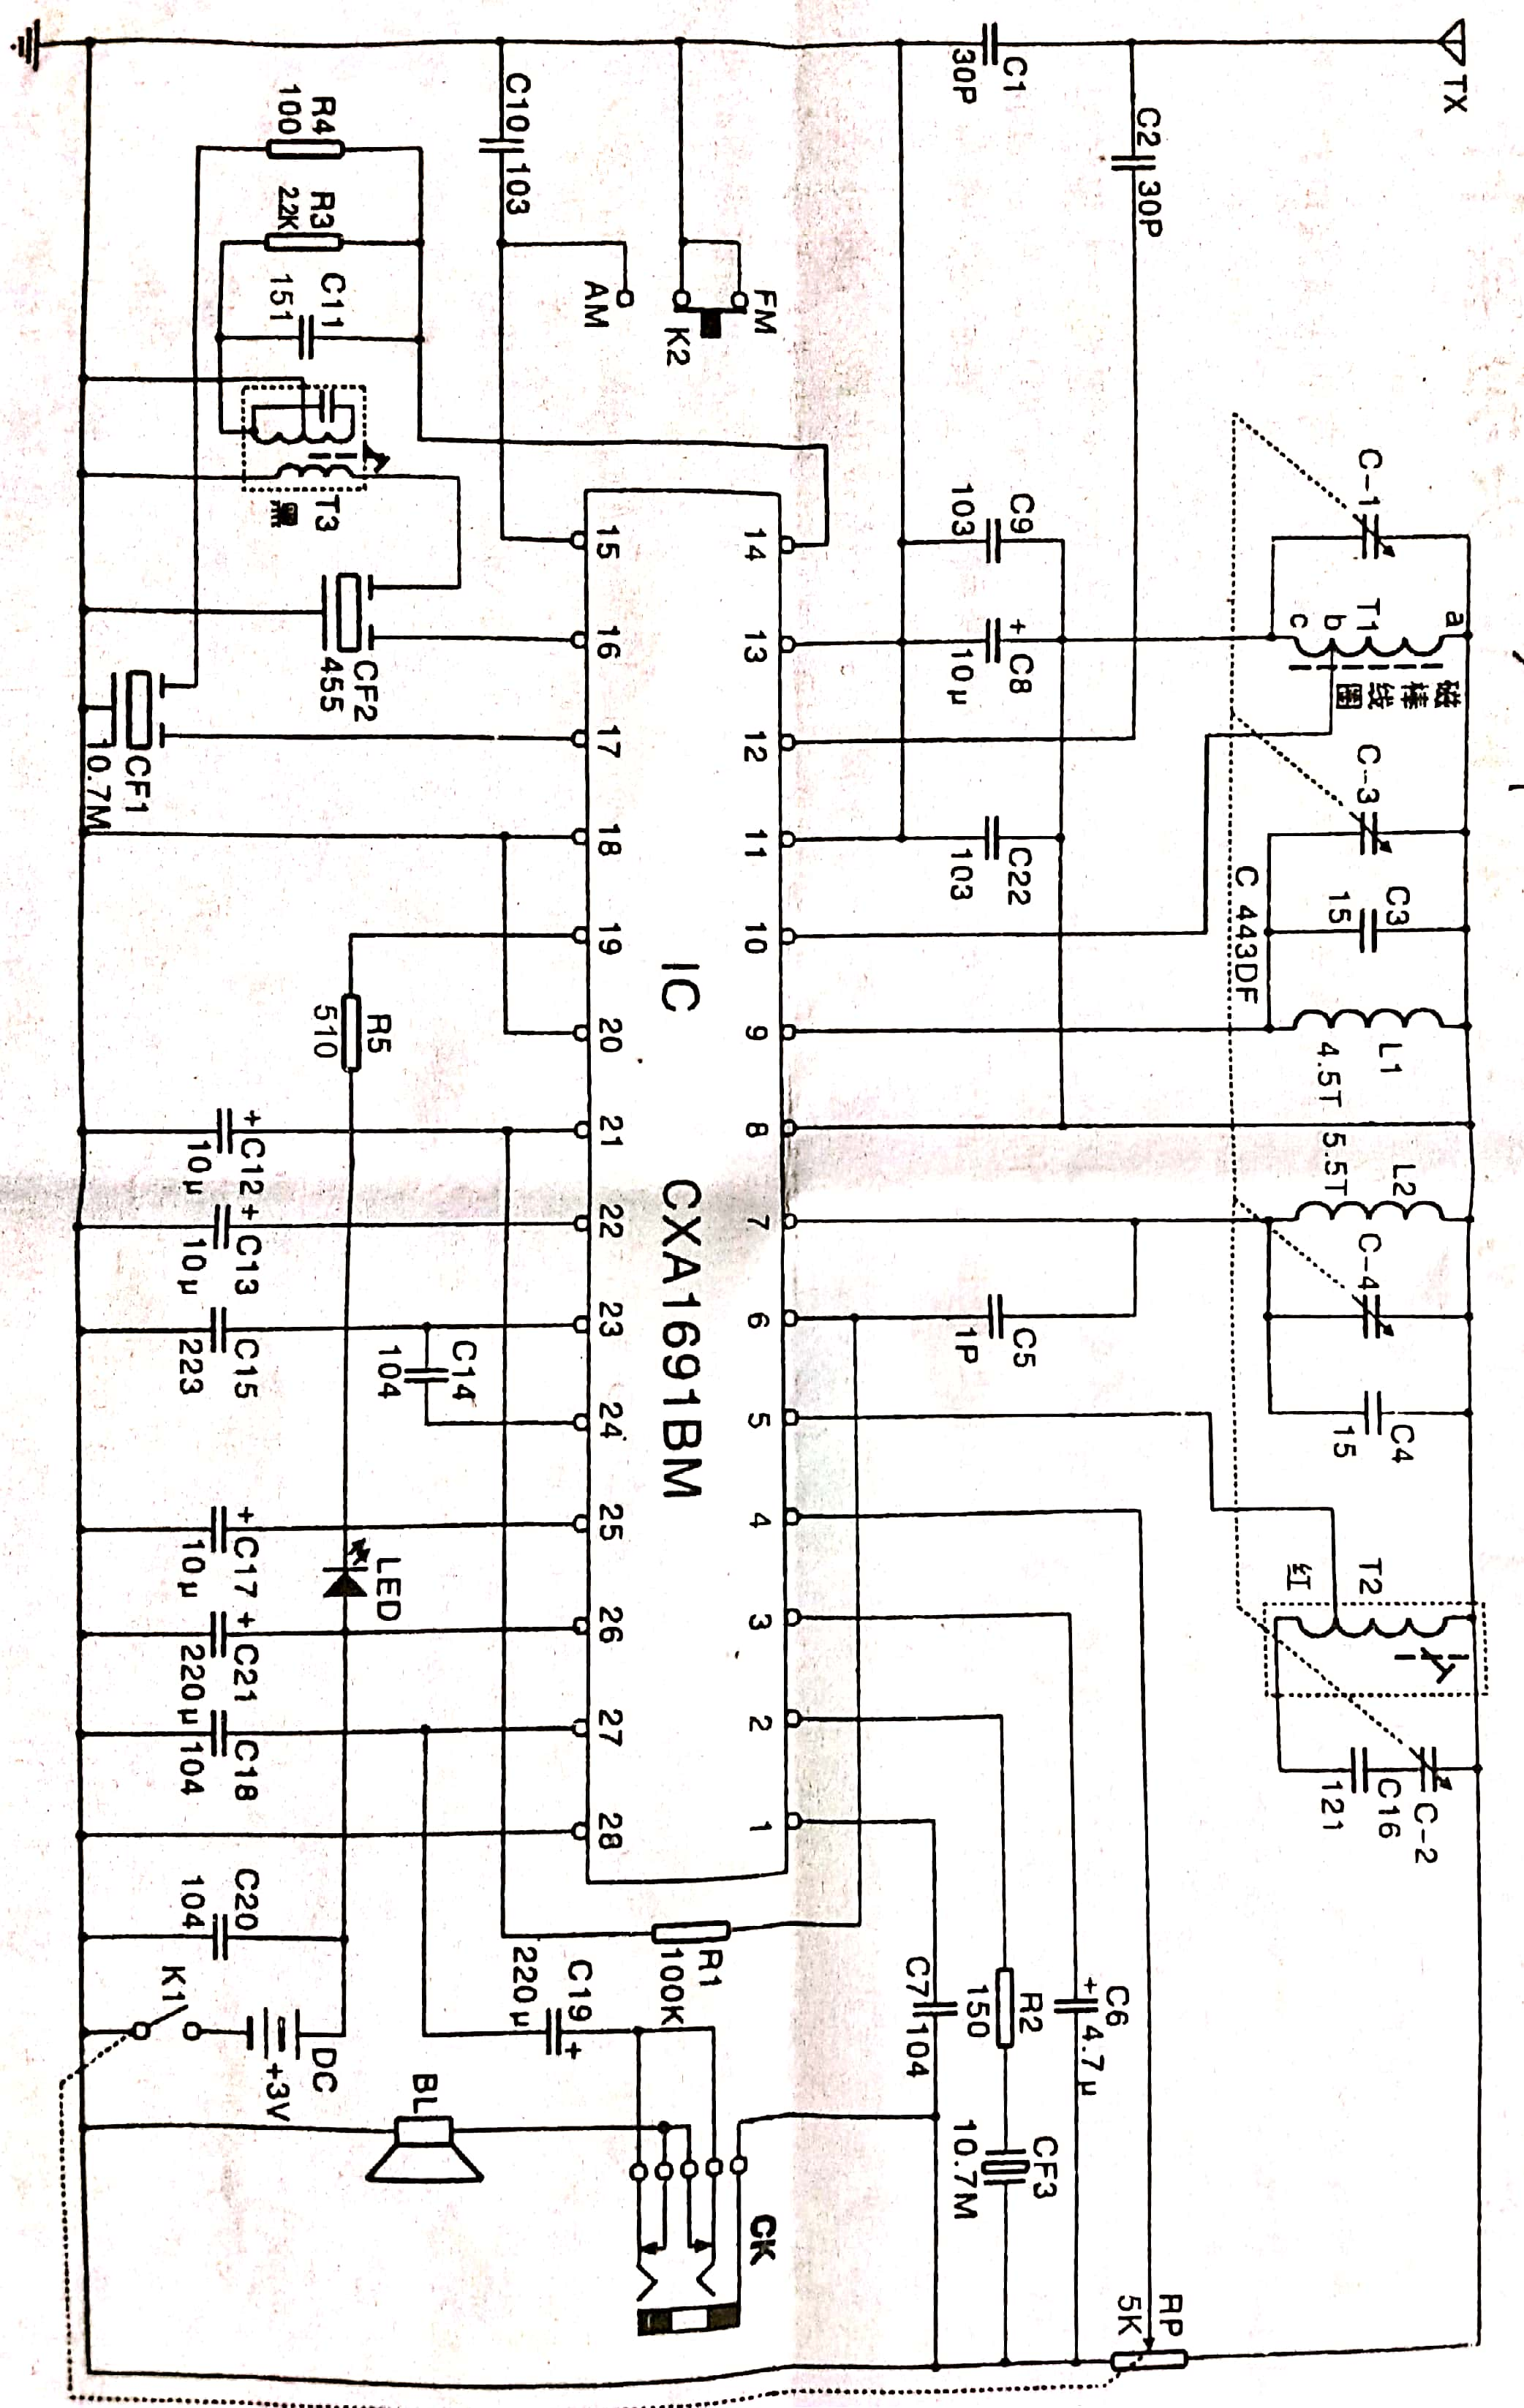 TX
C1
30P
C2
30P
C-1
T1
a
b
c
磁棒线圈
C-3
C3
15
C 443DF
L1
4.5T
L2
5.5T
C-4
C4
15
T2
红
C-2
C16
121
C9
103
+
C8
10μ
C22
103
C5
1P
C6
+
4.7μ
R2
150
CF3
10.7M
C7
104
RP
5K
FM
K2
AM
C10
103
14
13
12
11
10
9
8
7
6
5
4
3
2
1
IC CXA1691BM
15
16
17
18
19
20
21
22
23
24
25
26
27
28
R1
100K
CK
R4
100
R3
2.2K
C11
151
T3
黑
CF2
455
CF1
10.7M
R5
510
+C12
10μ
+C13
10μ
C15
223
C14
104
LED
+C17
10μ
+C21
220μ
C18
104
C19
220μ
+
C20
104
K1
DC
+3V
BL